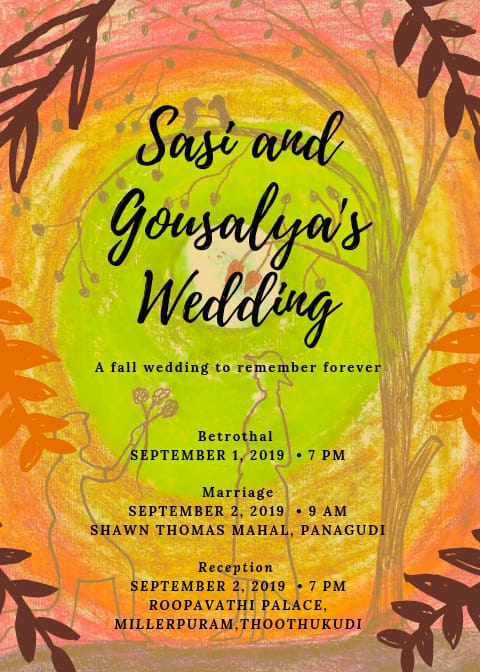 Sasi and
Gousalya's
Wedding
A fall wedding to remember forever
Betrothal
SEPTEMBER 1, 2019 • 7 PM
Marriage
SEPTEMBER 2, 2019 • 9 AM
SHAWN THOMAS MAHAL, PANAGUDI
Reception
SEPTEMBER 2, 2019 • 7 PM
ROOPAVATHI PALACE,
MILLERPURAM,THOOTHUKUDI